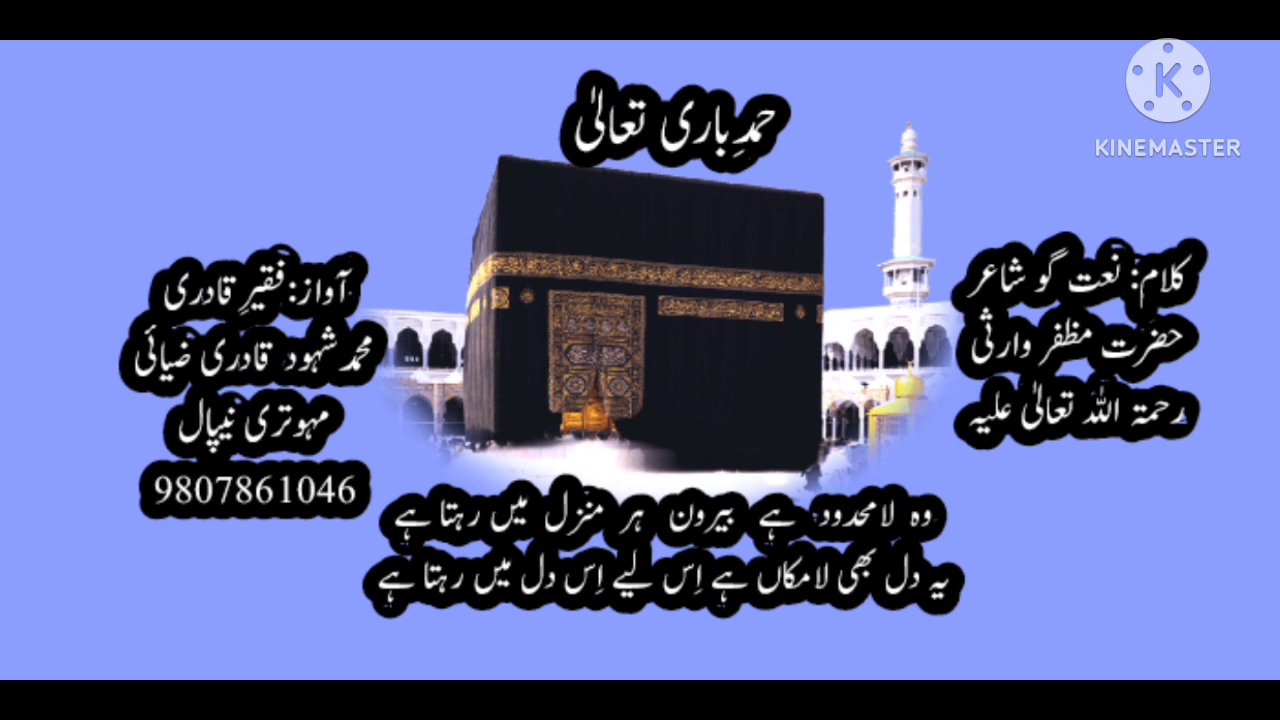 حمدِ باری تعالیٰ
KINEMASTER
کلام: نعت گو شاعر
حضرت مظفر وارثی
رحمۃ اللہ تعالیٰ علیہ
آواز: فقیرِ قادری
محمد شہود قادری ضیائی
مہوتری نیپال
9807861046
وہ لامحدود ہے بیرون ہر منزل میں رہتا ہے
یہ دل بھی لامکاں ہے اِس لیے اِس دل میں رہتا ہے